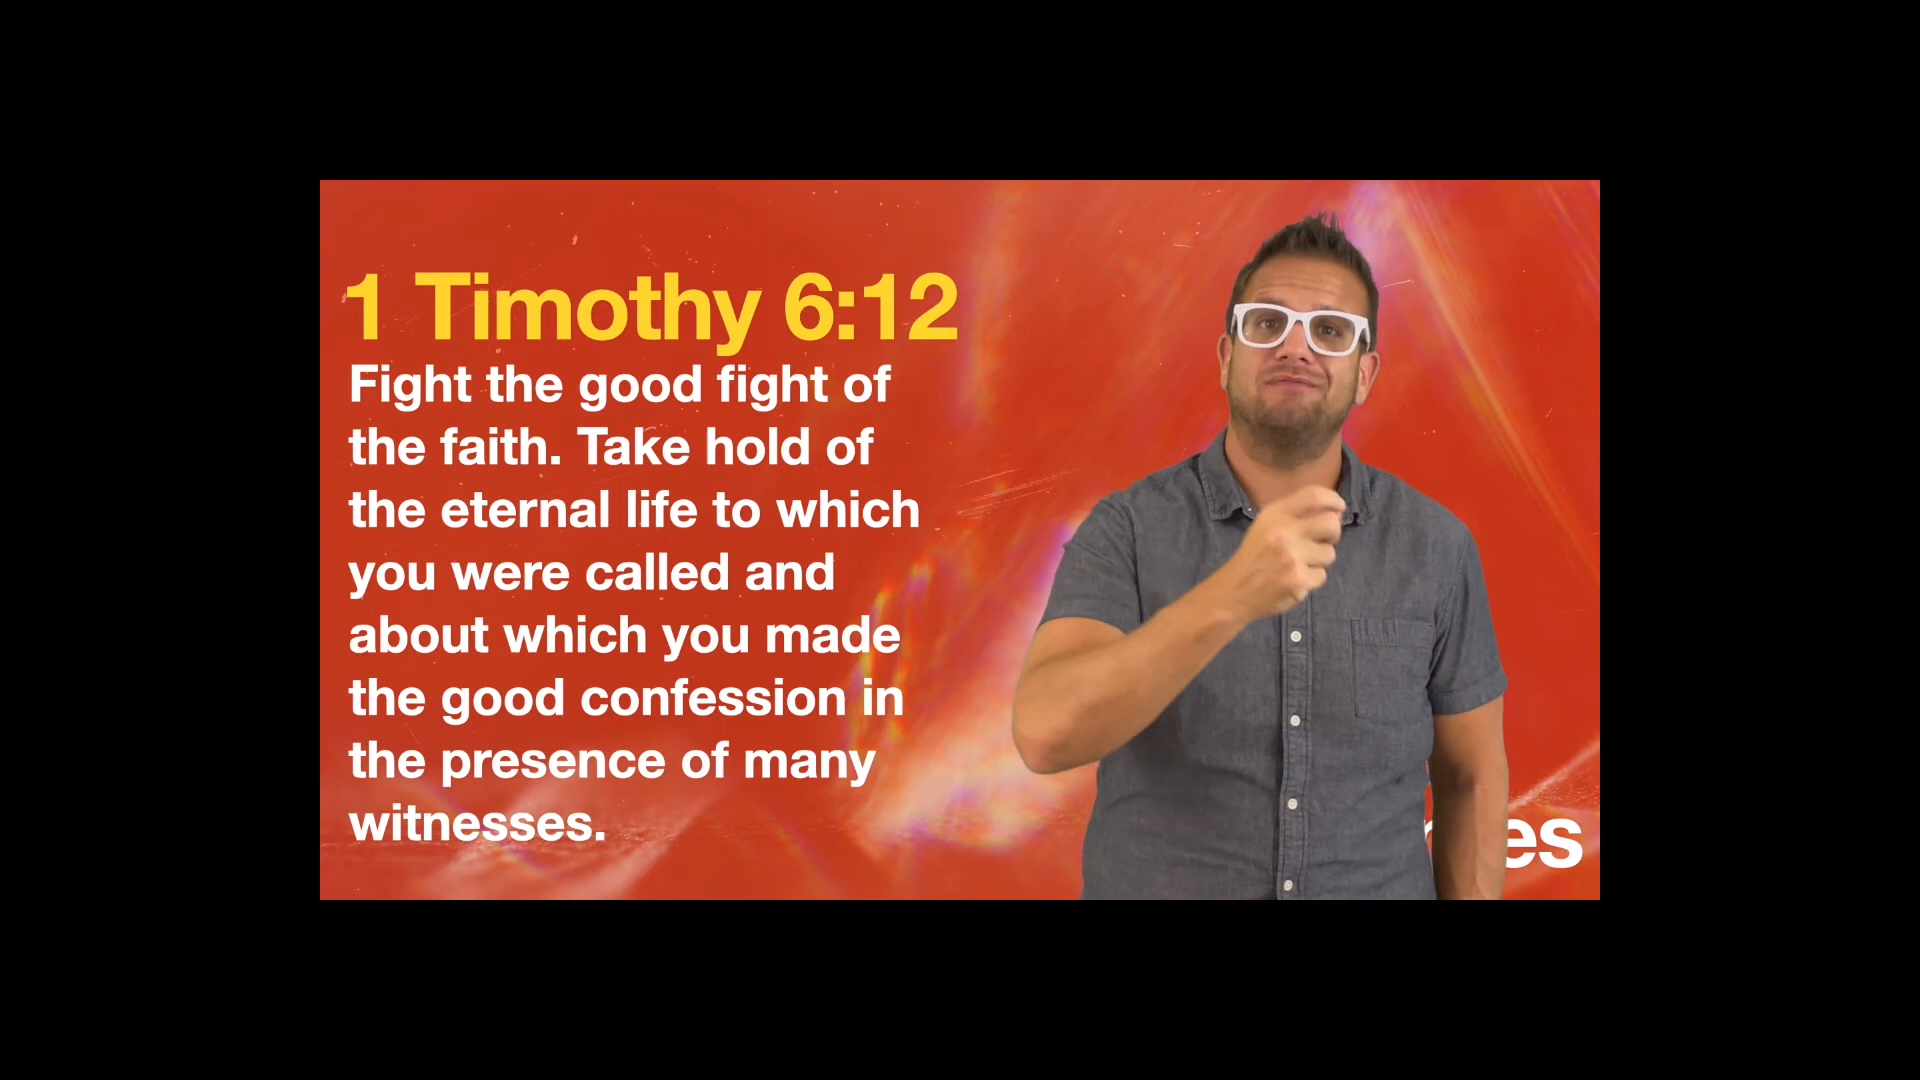 1 Timothy 6:12
Fight the good fight of
the faith. Take hold of
the eternal life to which
you were called and
about which you made
the good confession in
the presence of many
witnesses.